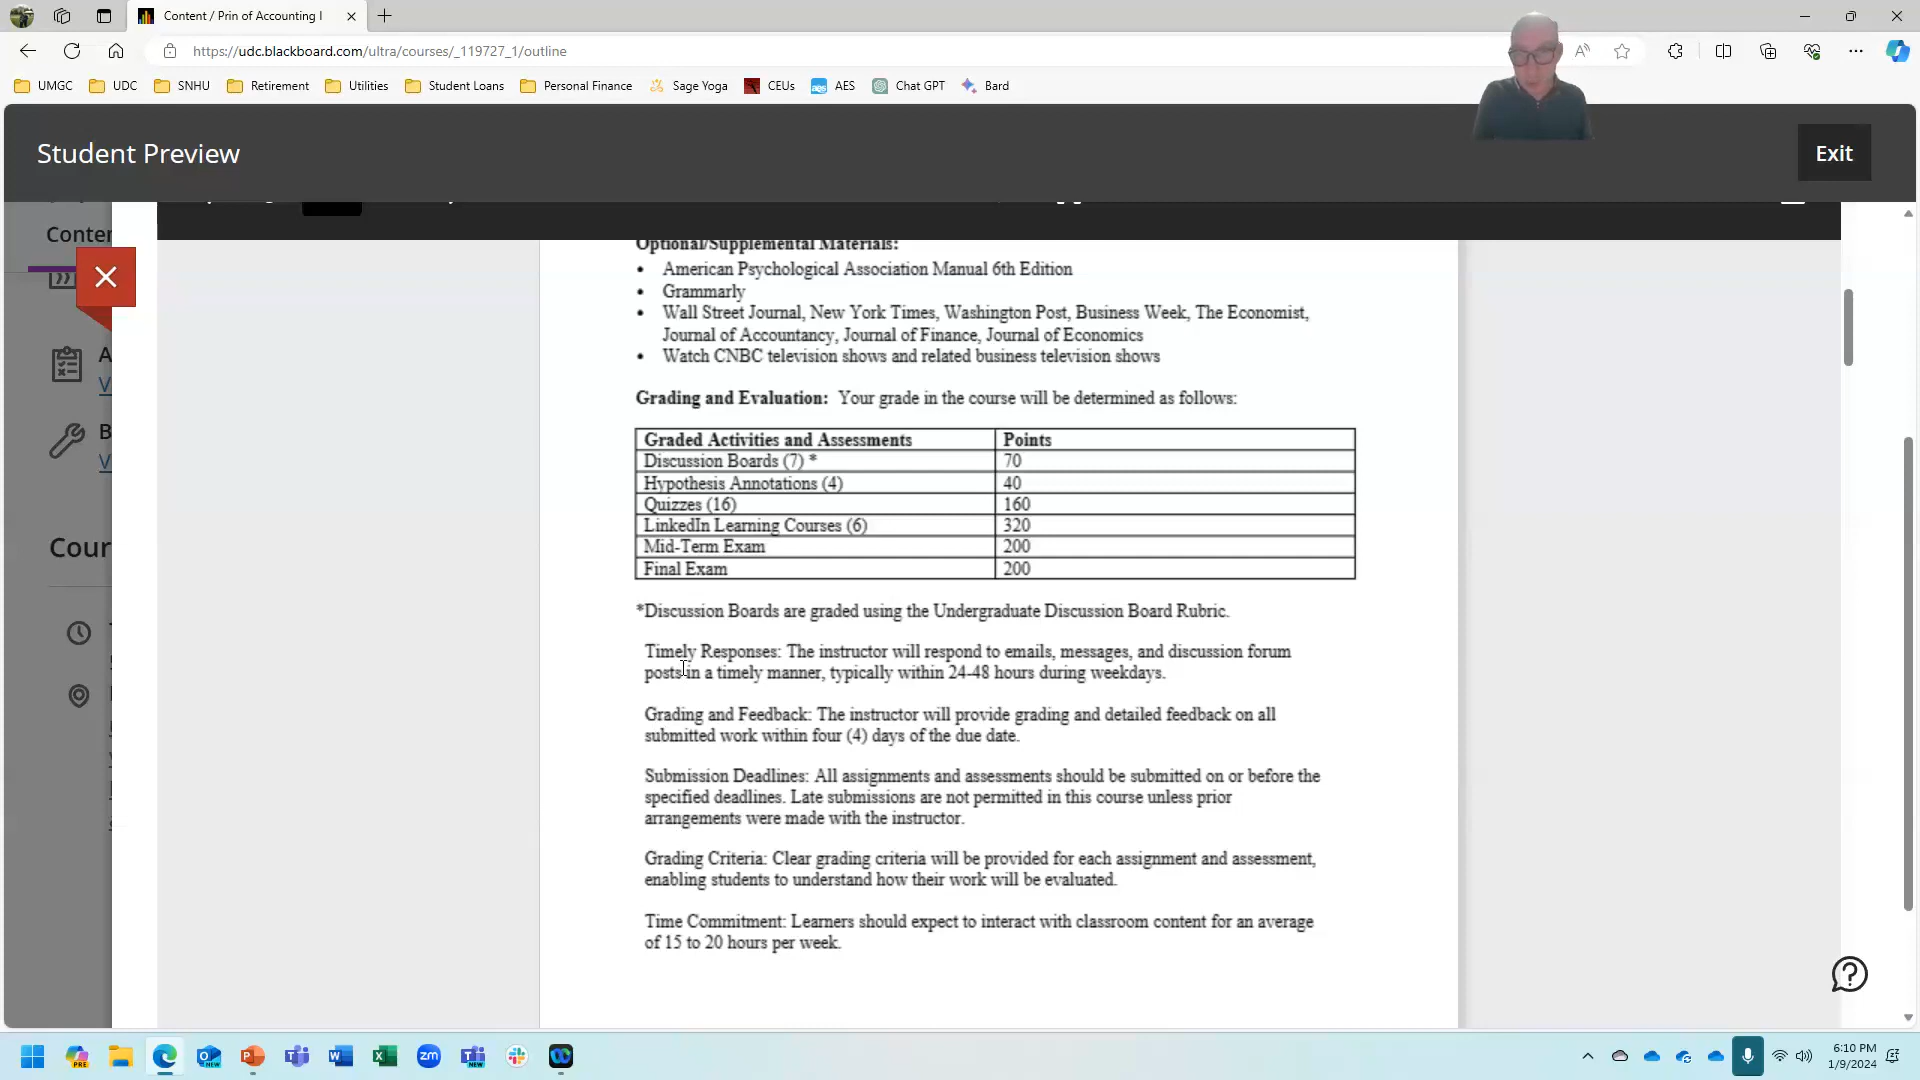 Content / Prin of Accounting I
https://udc.blackboard.com/ultra/courses/_119727_1/outline
UMGC UDC SNHU Retirement Utilities Student Loans Personal Finance Sage Yoga CEUs AES Chat GPT Bard
Student Preview
Exit
Conter
Cour
Optional/Supplemental Materials:
• American Psychological Association Manual 6th Edition
• Grammarly
• Wall Street Journal, New York Times, Washington Post, Business Week, The Economist,
Journal of Accountancy, Journal of Finance, Journal of Economics
• Watch CNBC television shows and related business television shows
Grading and Evaluation: Your grade in the course will be determined as follows:
Graded Activities and Assessments Points
Discussion Boards (7) * 70
Hypothesis Annotations (4) 40
Quizzes (16) 160
LinkedIn Learning Courses (6) 320
Mid-Term Exam 200
Final Exam 200
*Discussion Boards are graded using the Undergraduate Discussion Board Rubric.
Timely Responses: The instructor will respond to emails, messages, and discussion forum
posts in a timely manner, typically within 24-48 hours during weekdays.
Grading and Feedback: The instructor will provide grading and detailed feedback on all
submitted work within four (4) days of the due date.
Submission Deadlines: All assignments and assessments should be submitted on or before the
specified deadlines. Late submissions are not permitted in this course unless prior
arrangements were made with the instructor.
Grading Criteria: Clear grading criteria will be provided for each assignment and assessment,
enabling students to understand how their work will be evaluated.
Time Commitment: Learners should expect to interact with classroom content for an average
of 15 to 20 hours per week.
6:10 PM
1/9/2024